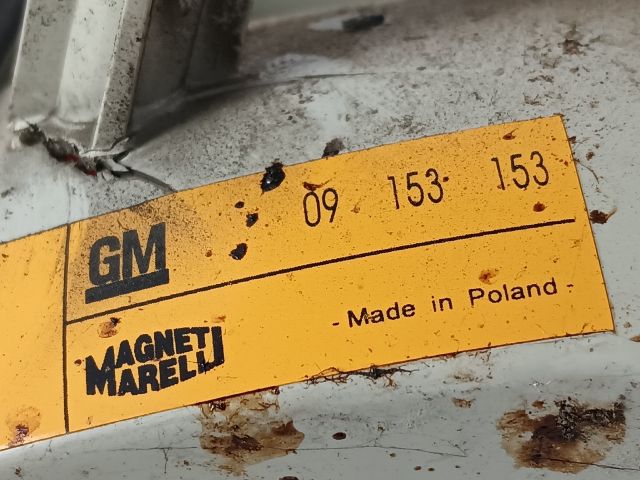 GM 09 153 153
MAGNETI MARELLI - Made in Poland -